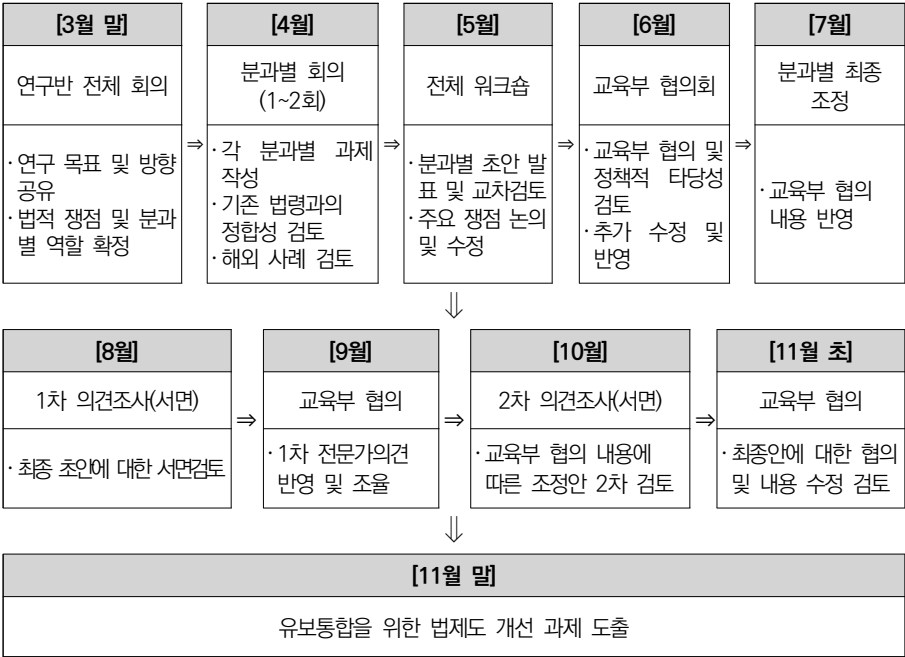 [3월 말]
연구반 전체 회의
· 연구 목표 및 방향
공유
· 법적 쟁점 및 분과
별 역할 확정
⇒
[4월]
분과별 회의
(1~2회)
· 각 분과별 과제
작성
· 기존 법령과의
정합성 검토
· 해외 사례 검토
⇒
[5월]
전체 워크숍
· 분과별 초안 발
표 및 교차검토
· 주요 쟁점 논의
및 수정
⇒
[6월]
교육부 협의회
· 교육부 협의 및
정책적 타당성
검토
· 추가 수정 및
반영
⇒
[7월]
분과별 최종
조정
· 교육부 협의
내용 반영
⇓
[8월]
1차 의견조사(서면)
· 최종 초안에 대한 서면검토
⇒
[9월]
교육부 협의
· 1차 전문가의견
반영 및 조율
⇒
[10월]
2차 의견조사(서면)
· 교육부 협의 내용에
따른 조정안 2차 검토
⇒
[11월 초]
교육부 협의
· 최종안에 대한 협의
및 내용 수정 검토
⇓
[11월 말]
유보통합을 위한 법제도 개선 과제 도출